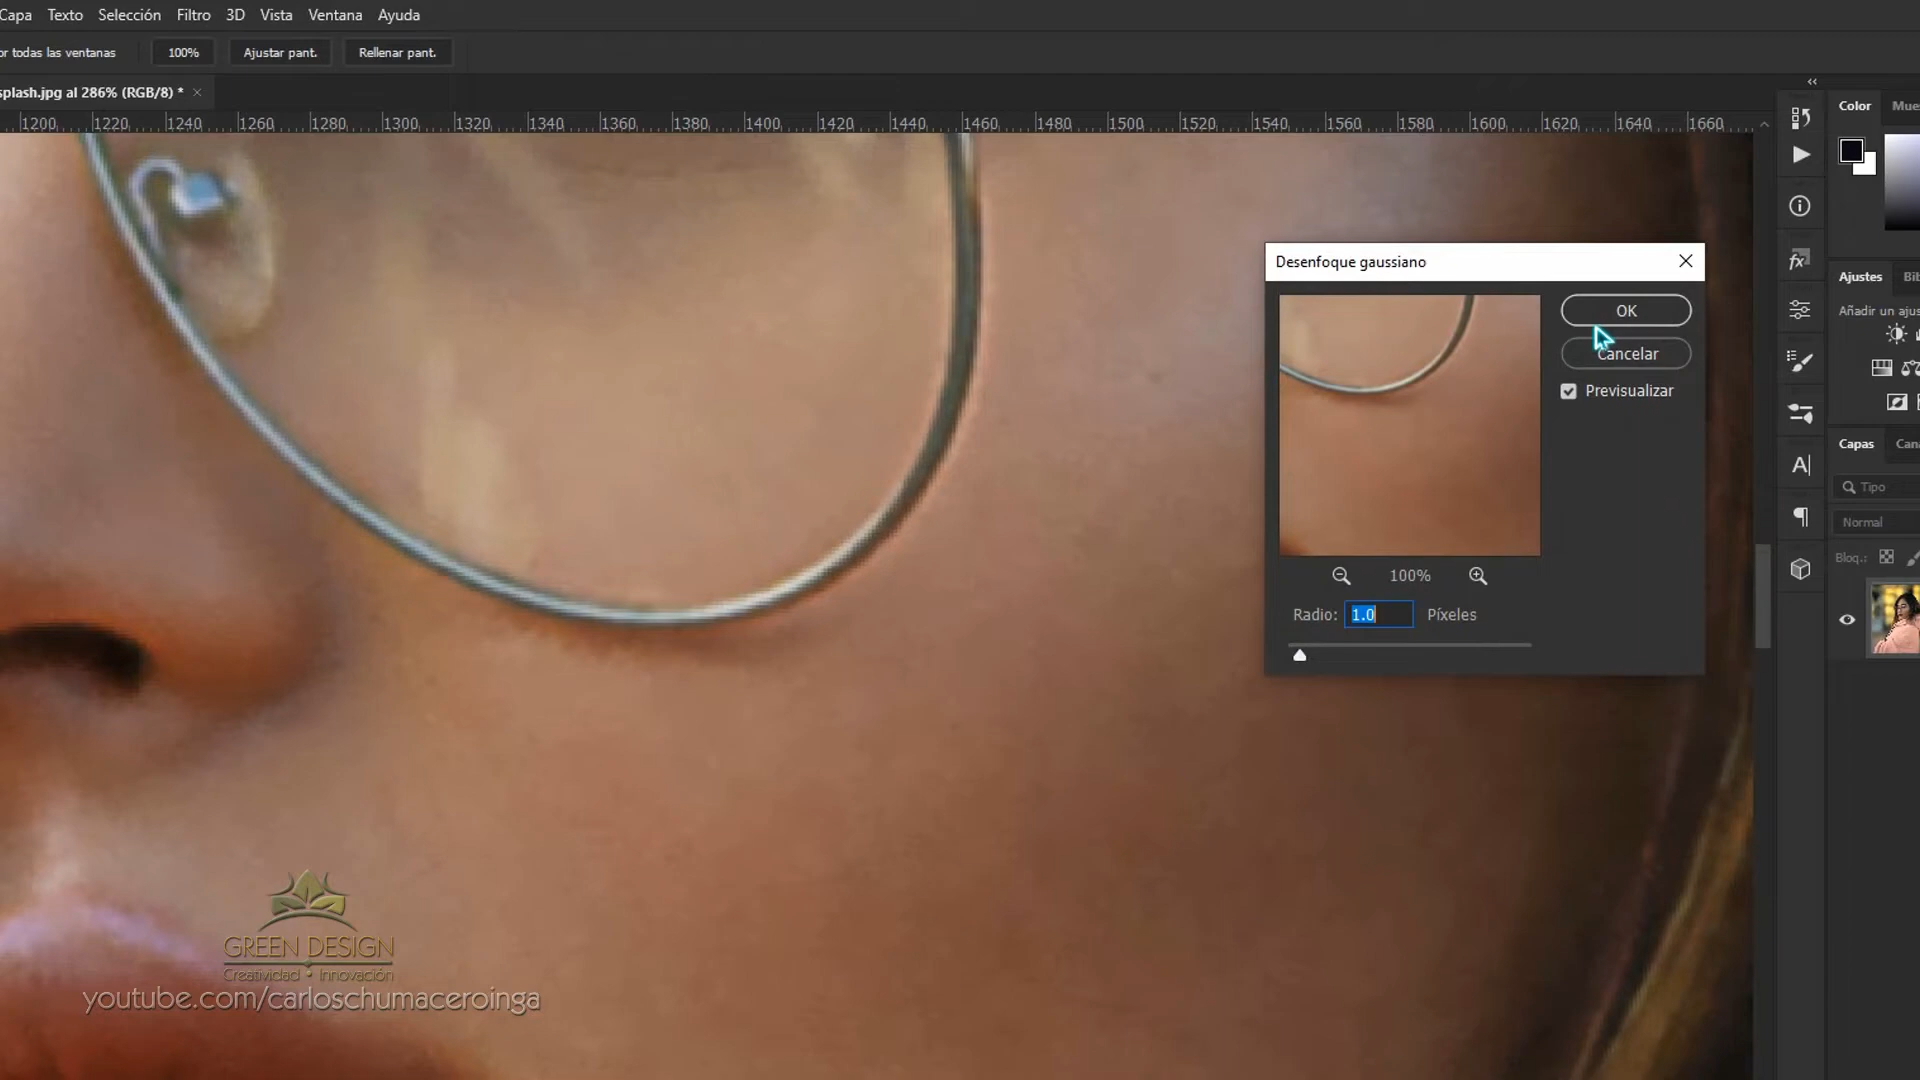 Capa Texto Selección Filtro 3D Vista Ventana Ayuda
or todas las ventanas 100% Ajustar pant. Rellenar pant.
splash.jpg al 286% (RGB/8) *
1200 1220 1240 1260 1280 1300 1320 1340 1360 1380 1400 1420 1440 1460 1480 1500 1520 1540 1560 1580 1600 1620 1640 1660
Color Mue
Desenfoque gaussiano
OK
Cancelar
Previsualizar
100%
Radio: 1.0 Píxeles
fx
A
Ajustes Bib
Añadir un ajus
Capas Cana
Tipo
Normal
Bloq.:
GREEN DESIGN
Creatividad • Innovación
youtube.com/carloschumaceroinga